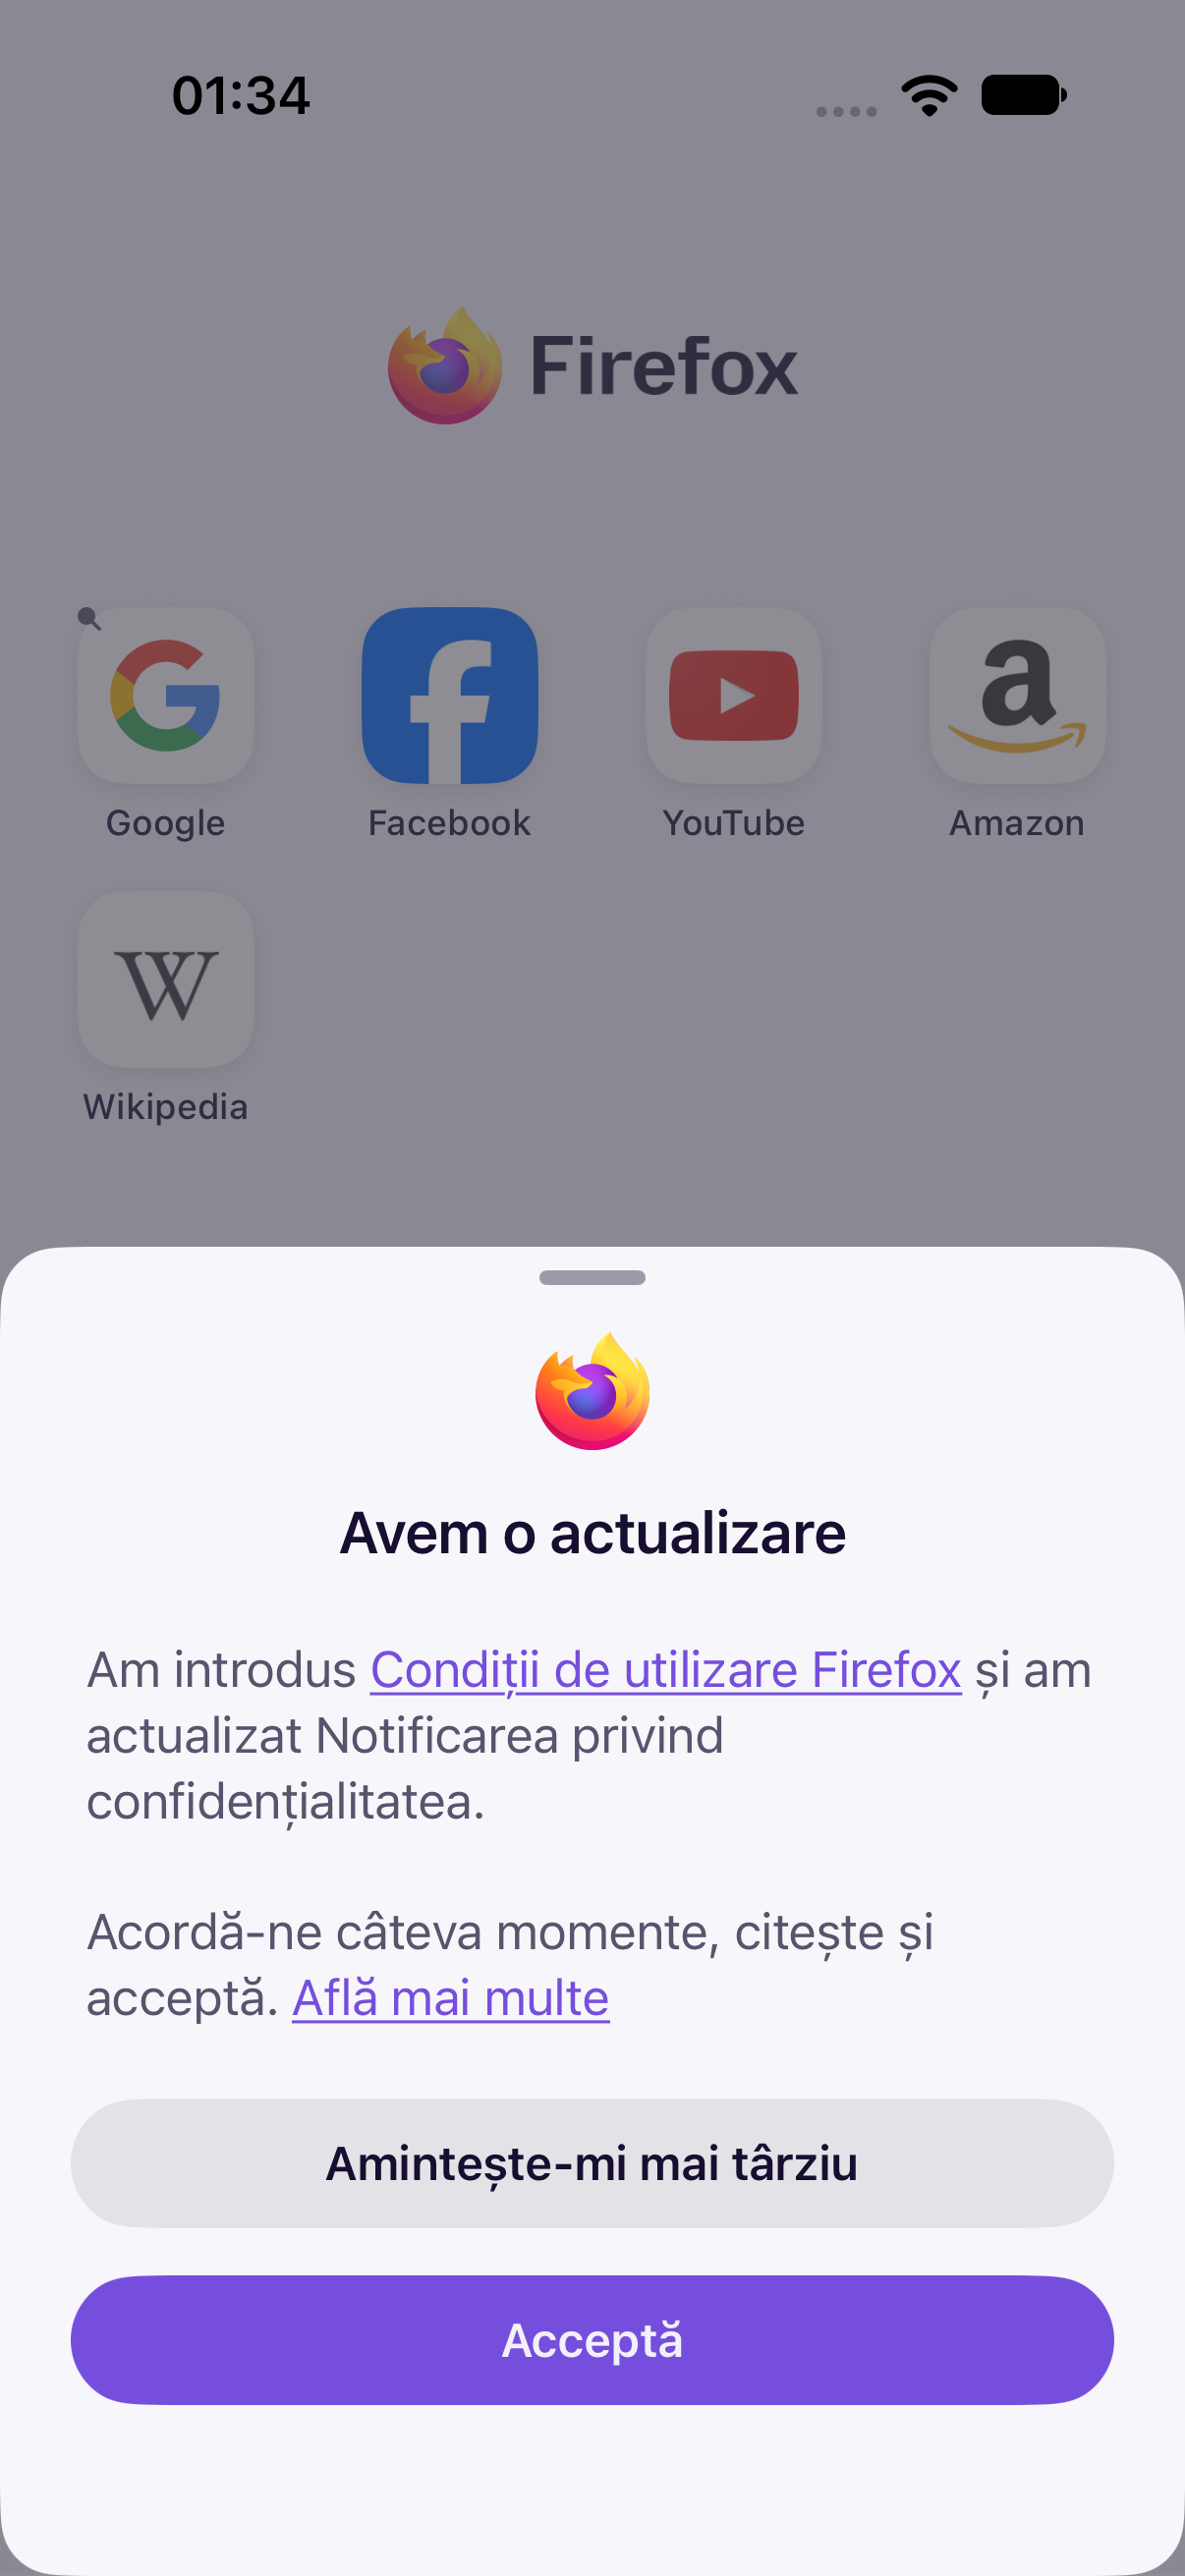 01:34
Firefox
Google
Facebook
YouTube
Amazon
Wikipedia
Avem o actualizare
Am introdus Condiții de utilizare Firefox și am
actualizat Notificarea privind
confidențialitatea.
Acordă-ne câteva momente, citește și
acceptă. Află mai multe
Amintește-mi mai târziu
Acceptă